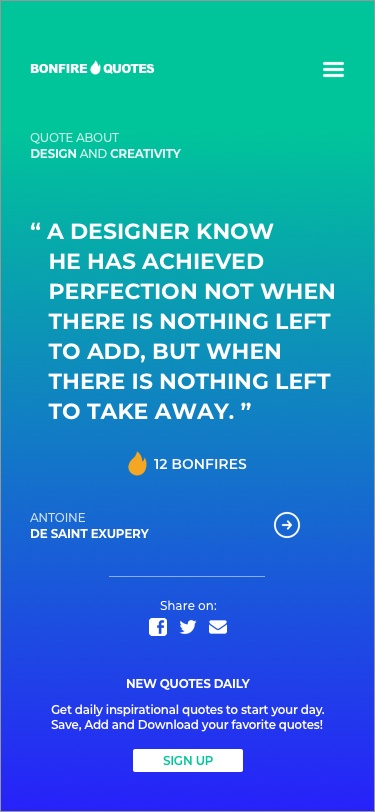 BONFIRE QUOTES
QUOTE ABOUT
DESIGN AND CREATIVITY
“ A DESIGNER KNOW
HE HAS ACHIEVED
PERFECTION NOT WHEN
THERE IS NOTHING LEFT
TO ADD, BUT WHEN
THERE IS NOTHING LEFT
TO TAKE AWAY. ”
12 BONFIRES
ANTOINE
DE SAINT EXUPERY
Share on:
NEW QUOTES DAILY
Get daily inspirational quotes to start your day.
Save, Add and Download your favorite quotes!
SIGN UP